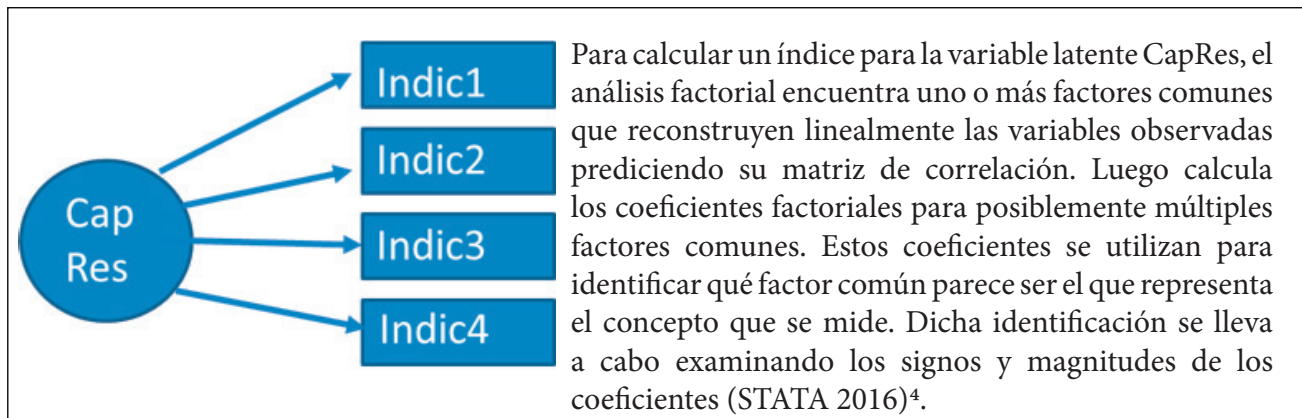 Cap
Res
Indic1
Indic2
Indic3
Indic4
Para calcular un índice para la variable latente CapRes, el
análisis factorial encuentra uno o más factores comunes
que reconstruyen linealmente las variables observadas
prediciendo su matriz de correlación. Luego calcula
los coeficientes factoriales para posiblemente múltiples
factores comunes. Estos coeficientes se utilizan para
identificar qué factor común parece ser el que representa
el concepto que se mide. Dicha identificación se lleva
a cabo examinando los signos y magnitudes de los
coeficientes (STATA 2016)⁴.